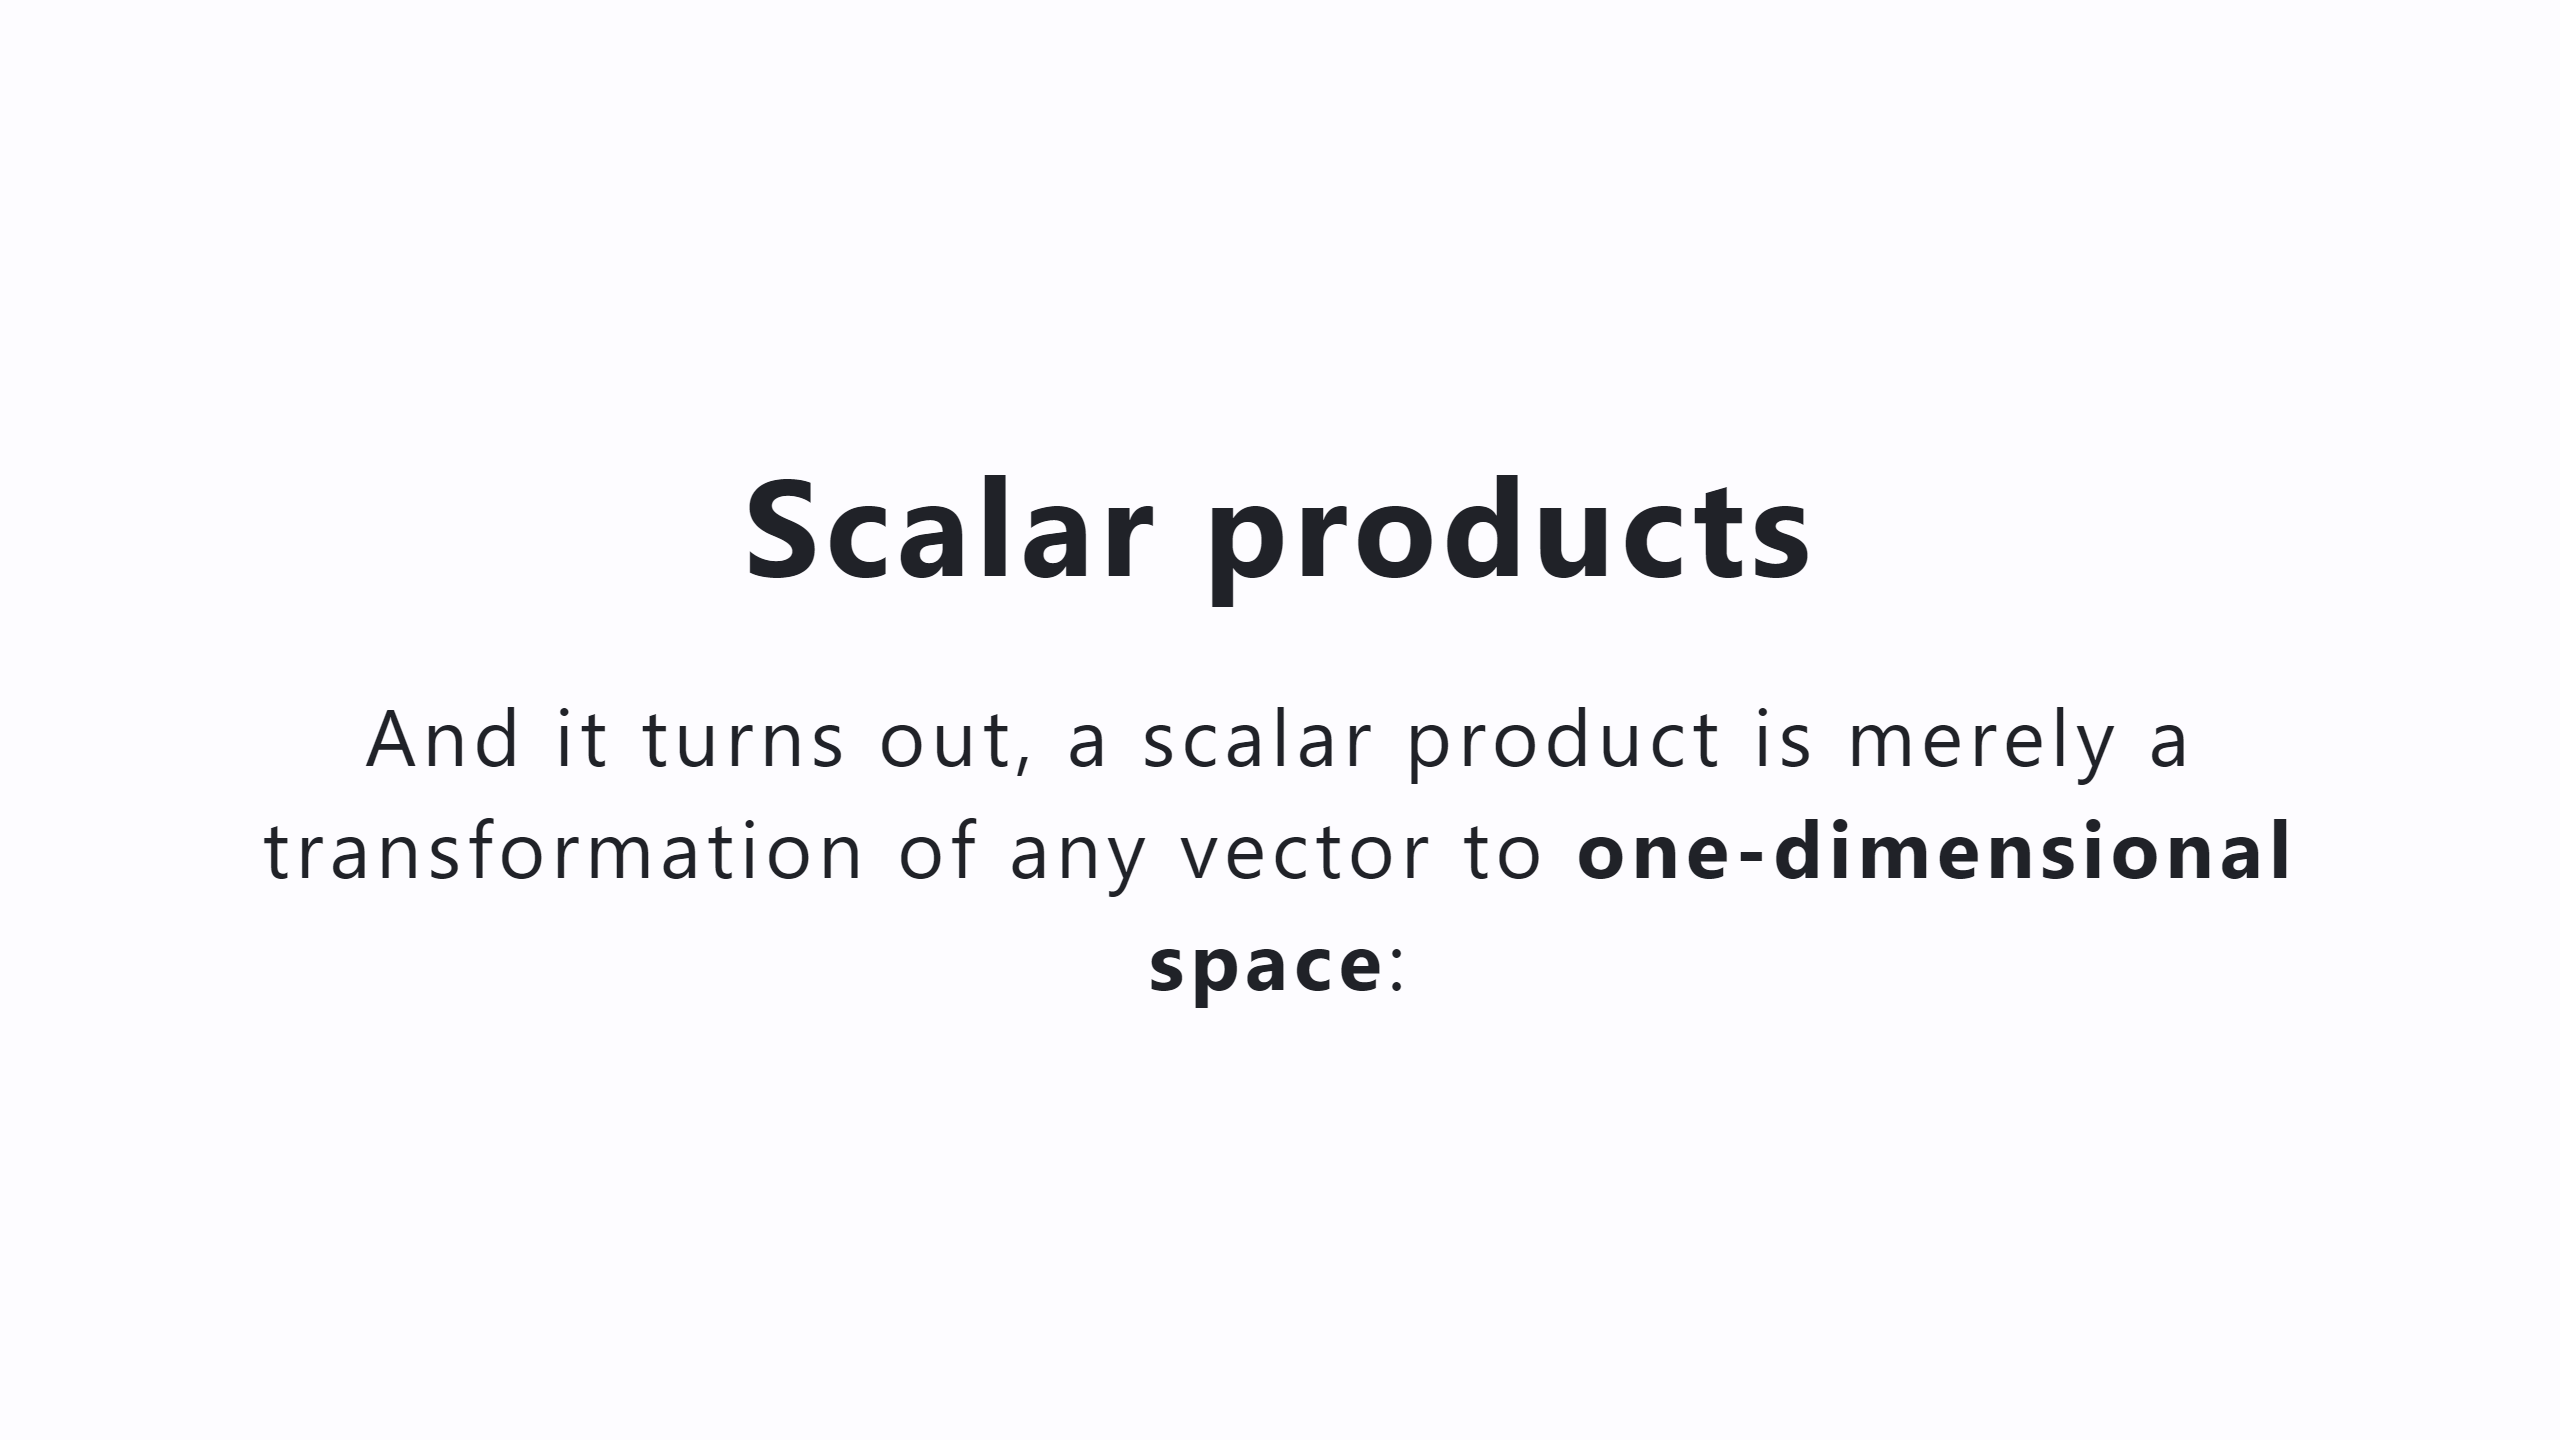 Scalar products
And it turns out, a scalar product is merely a
transformation of any vector to one-dimensional
space: